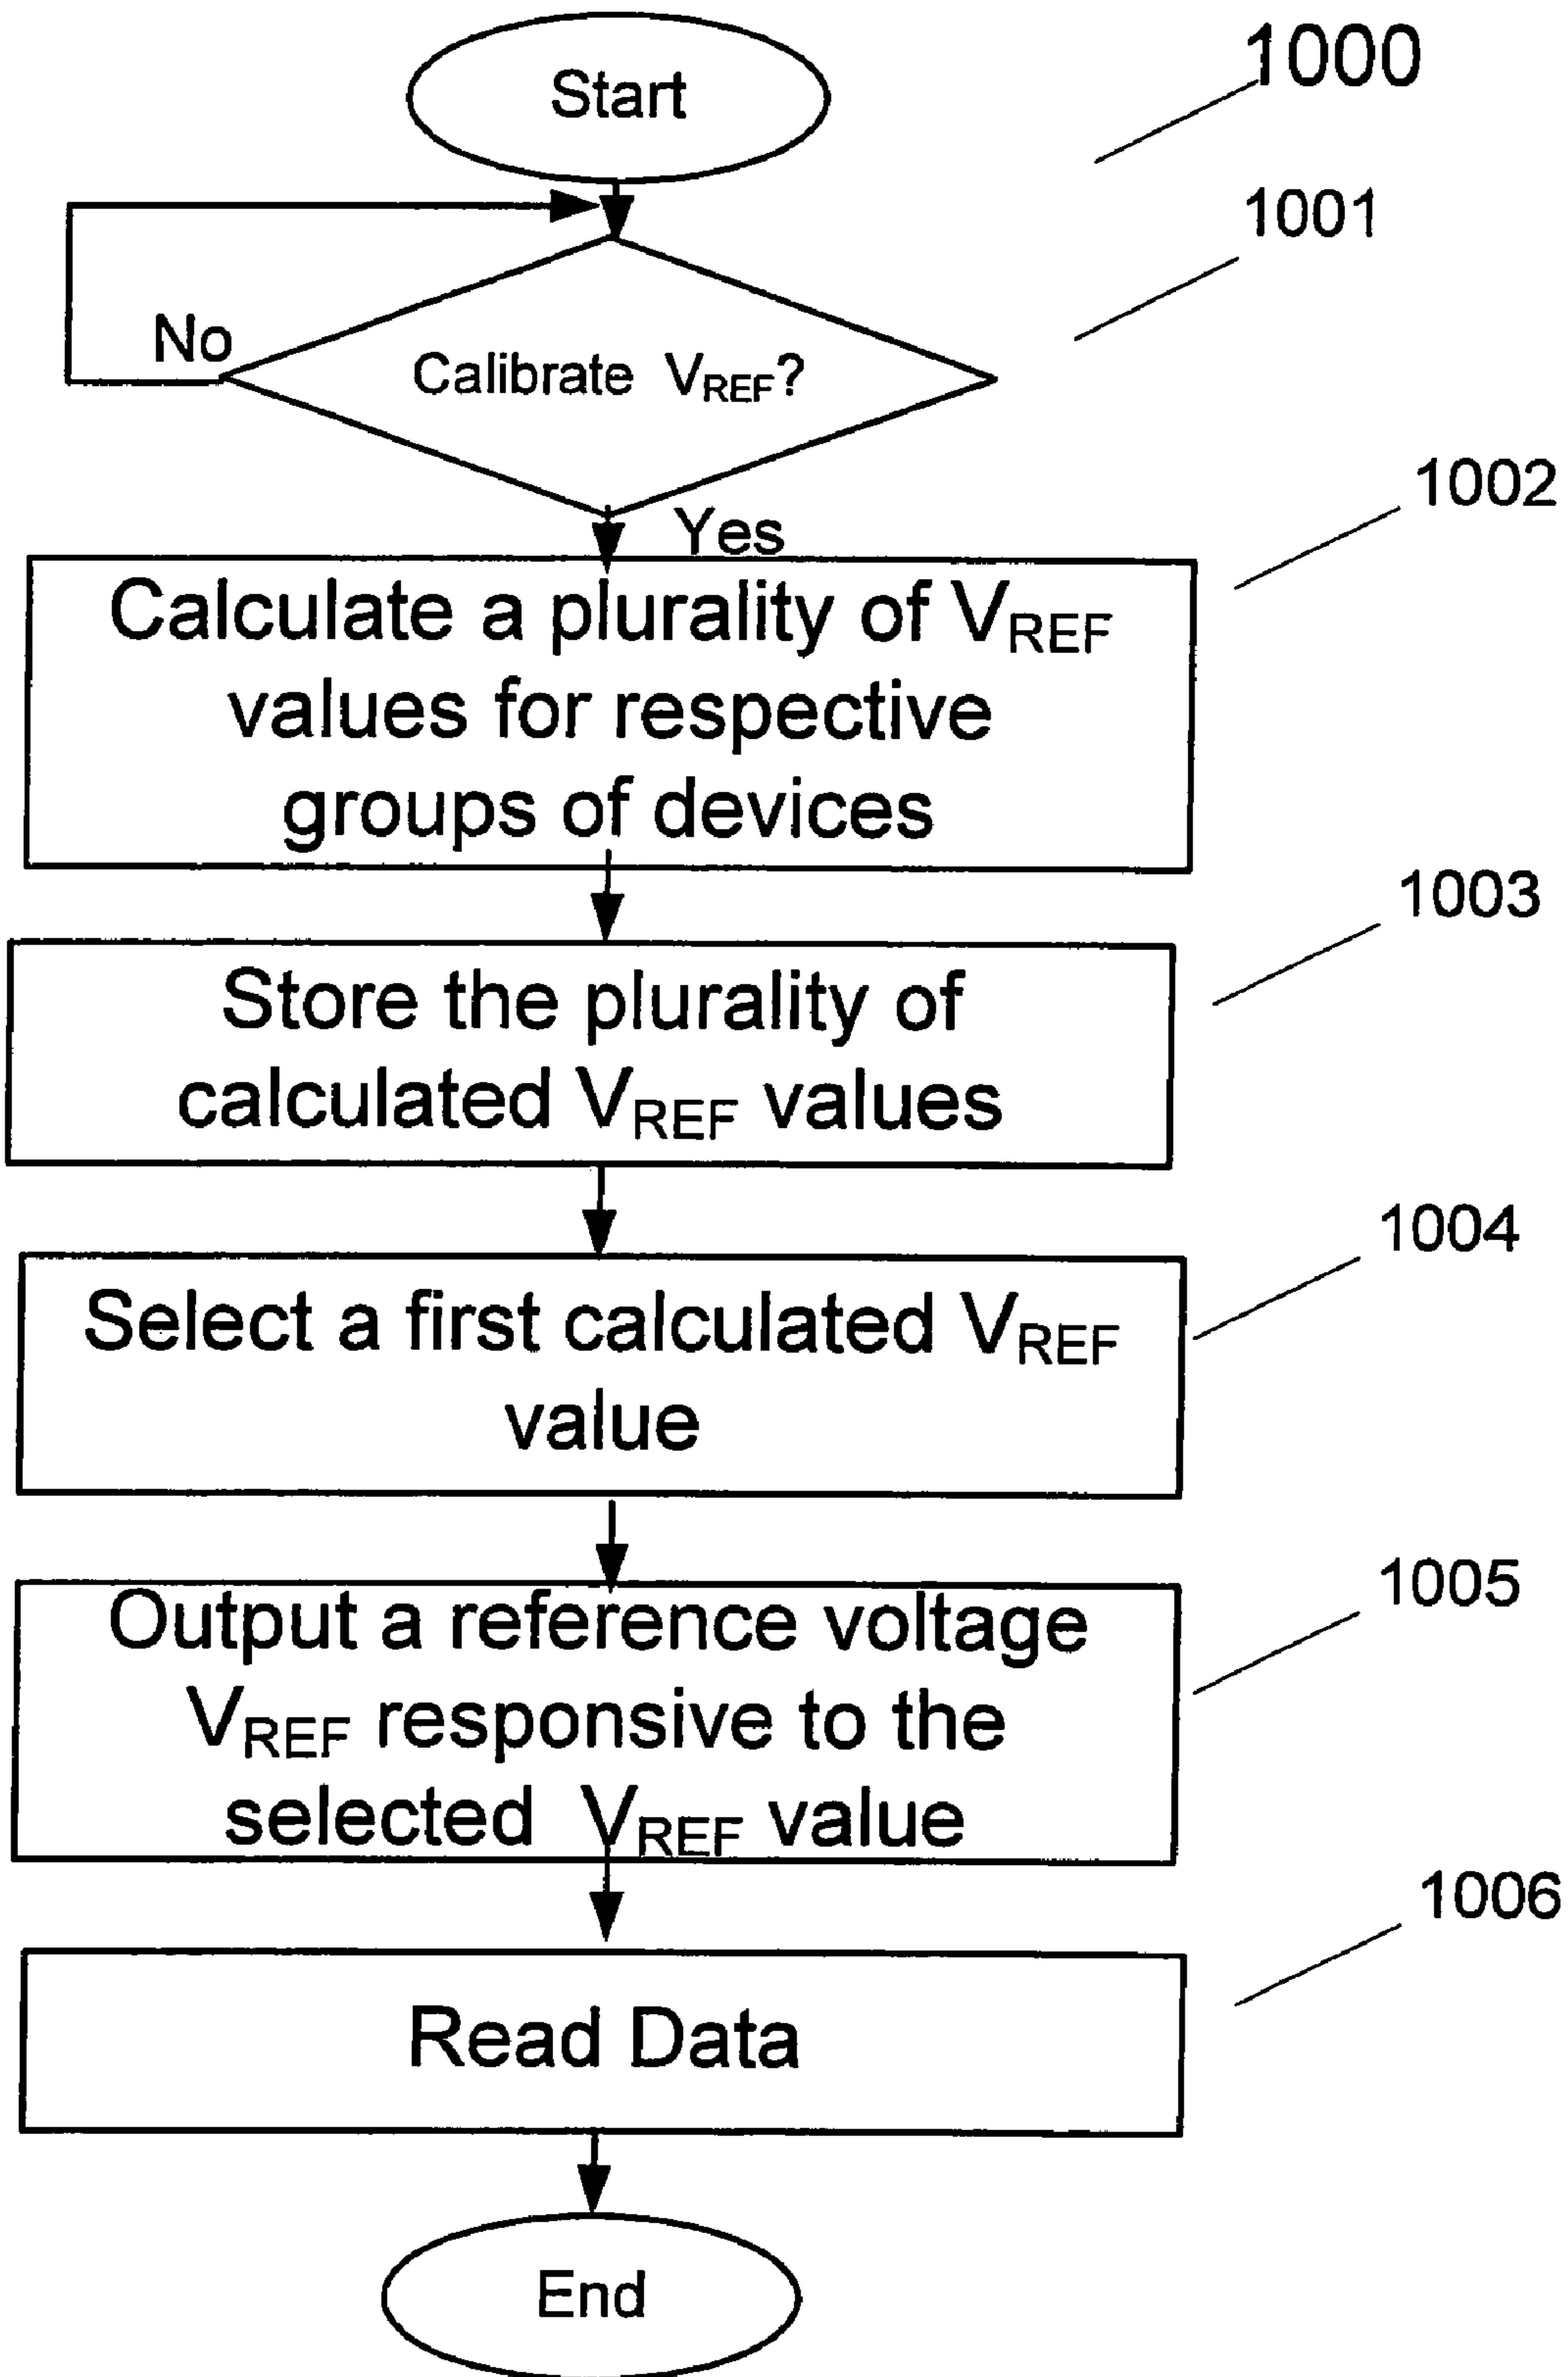 Start
1000
1001
No
Calibrate VREF?
1002
Yes
Calculate a plurality of VREF
values for respective
groups of devices
1003
Store the plurality of
calculated VREF values
1004
Select a first calculated VREF
value
1005
Output a reference voltage
VREF responsive to the
selected VREF value
1006
Read Data
End